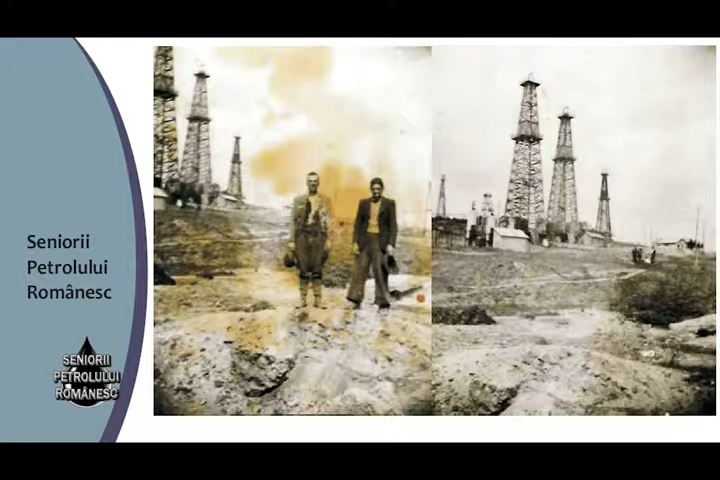 Seniorii
Petrolului
Românesc
SENIORII
PETROLULUI
ROMÂNESC